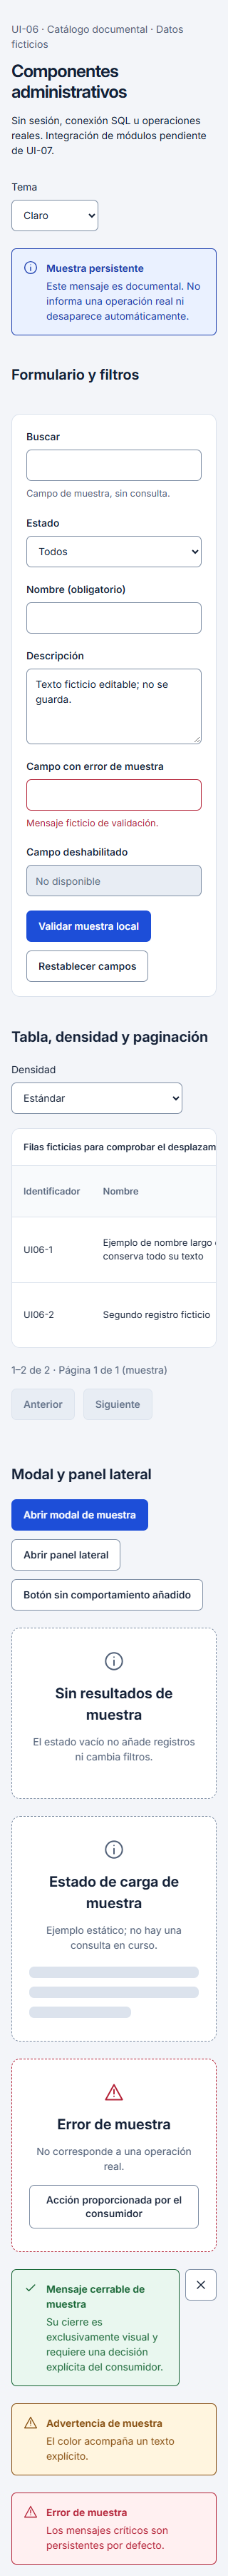 UI-06 · Catálogo documental · Datos
ficticios
Componentes
administrativos
Sin sesión, conexión SQL u operaciones
reales. Integración de módulos pendiente
de UI-07.
Tema
Claro
Muestra persistente
Este mensaje es documental. No
informa una operación real ni
desaparece automáticamente.
Formulario y filtros
Buscar
Campo de muestra, sin consulta.
Estado
Todos
Nombre (obligatorio)
Descripción
Texto ficticio editable; no se
guarda.
Campo con error de muestra
Mensaje ficticio de validación.
Campo deshabilitado
No disponible
Validar muestra local
Restablecer campos
Tabla, densidad y paginación
Densidad
Estándar
Filas ficticias para comprobar el desplazam
Identificador Nombre
UI06-1
Ejemplo de nombre largo
conserva todo su texto
UI06-2 Segundo registro ficticio
1–2 de 2 · Página 1 de 1 (muestra)
Anterior Siguiente
Modal y panel lateral
Abrir modal de muestra
Abrir panel lateral
Botón sin comportamiento añadido
Sin resultados de
muestra
El estado vacío no añade registros
ni cambia filtros.
Estado de carga de
muestra
Ejemplo estático; no hay una
consulta en curso.
Error de muestra
No corresponde a una operación
real.
Acción proporcionada por el
consumidor
Mensaje cerrable de
muestra
Su cierre es
exclusivamente visual y
requiere una decisión
explícita del consumidor.
Advertencia de muestra
El color acompaña un texto
explícito.
Error de muestra
Los mensajes críticos son
persistentes por defecto.